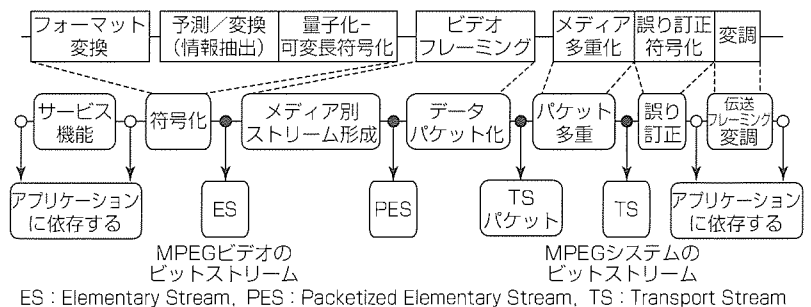 フォーマット
変換
予測／変換
（情報抽出）
量子化−
可変長符号化
ビデオ
フレーミング
メディア
多重化
誤り訂正
符号化
変調
サービス
機能
符号化
メディア別
ストリーム形成
データ
パケット化
パケット
多重
誤り
訂正
伝送
フレーミング
変調
アプリケーション
に依存する
ES
PES
TS
パケット
TS
アプリケーション
に依存する
MPEGビデオの
ビットストリーム
MPEGシステムの
ビットストリーム
ES：Elementary Stream, PES：Packetized Elementary Stream, TS：Transport Stream